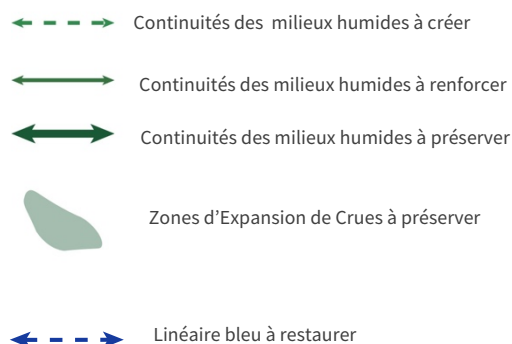 Continuités des milieux humides à créer
Continuités des milieux humides à renforcer
Continuités des milieux humides à préserver
Zones d’Expansion de Crues à préserver
Linéaire bleu à restaurer